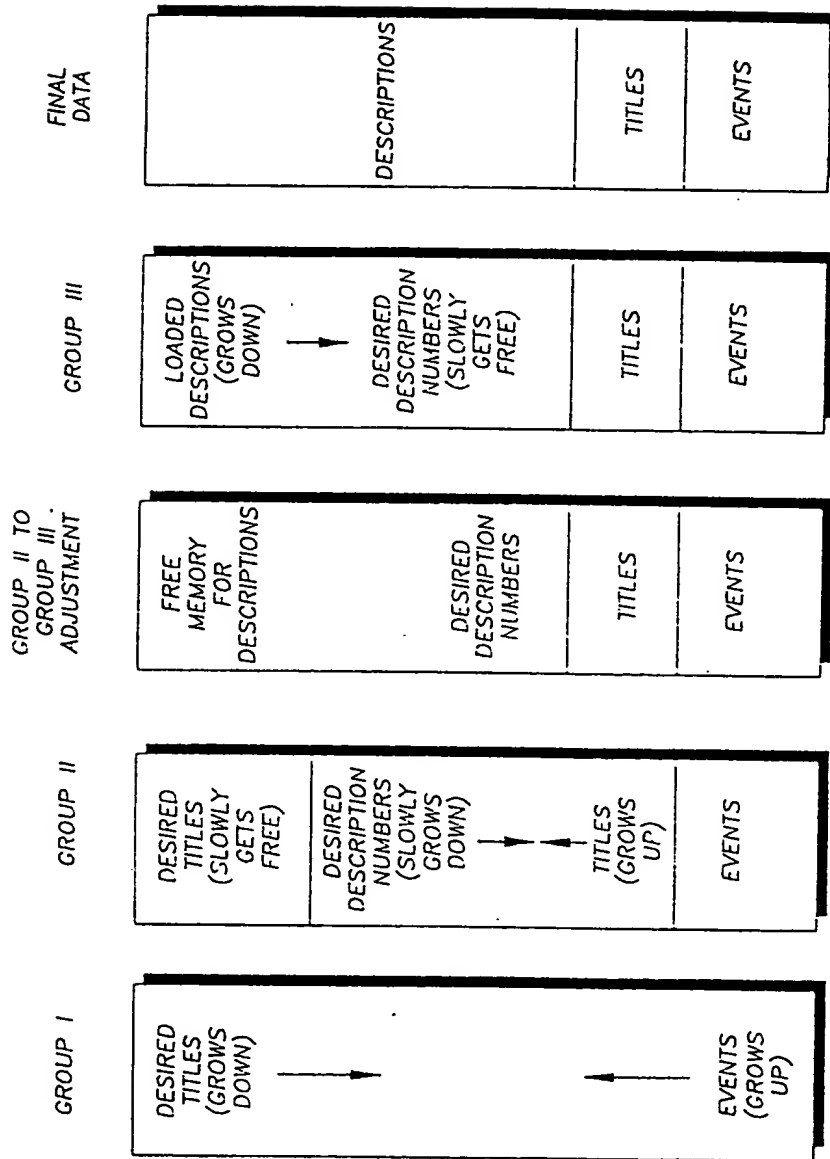 GROUP I
DESIRED
TITLES
(GROWS
DOWN)
EVENTS
(GROWS
UP)
GROUP II
DESIRED
TITLES
(SLOWLY
GETS
FREE)
DESIRED
DESCRIPTION
NUMBERS
(SLOWLY
GROWS
DOWN)
TITLES
(GROWS
UP)
EVENTS
GROUP II TO
GROUP III
ADJUSTMENT
FREE
MEMORY
FOR
DESCRIPTIONS
DESIRED
DESCRIPTION
NUMBERS
TITLES
EVENTS
GROUP III
LOADED
DESCRIPTIONS
(GROWS
DOWN)
DESIRED
DESCRIPTION
NUMBERS
(SLOWLY
GETS
FREE)
TITLES
EVENTS
FINAL
DATA
DESCRIPTIONS
TITLES
EVENTS